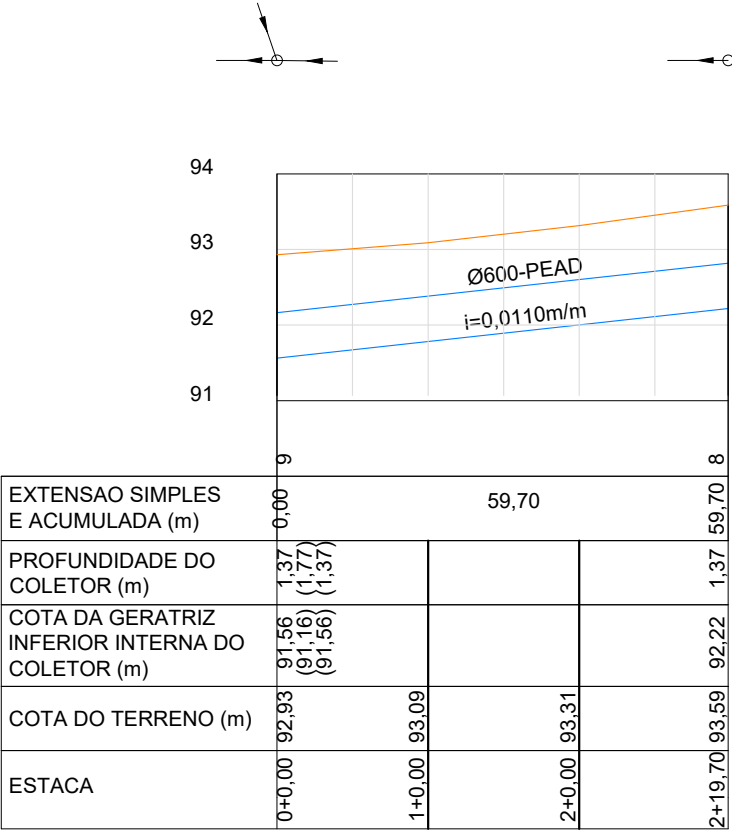 94
93
92
91
Ø600-PEAD
i=0,0110m/m
9
8
EXTENSAO SIMPLES
E ACUMULADA (m)
0,00
59,70
59,70
PROFUNDIDADE DO
COLETOR (m)
1,37
(1,77)
(1,37)
1,37
COTA DA GERATRIZ
INFERIOR INTERNA DO
COLETOR (m)
91,56
(91,16)
(91,56)
92,22
COTA DO TERRENO (m)
92,93
93,09
93,31
93,59
ESTACA
0+0,00
1+0,00
2+0,00
2+19,70